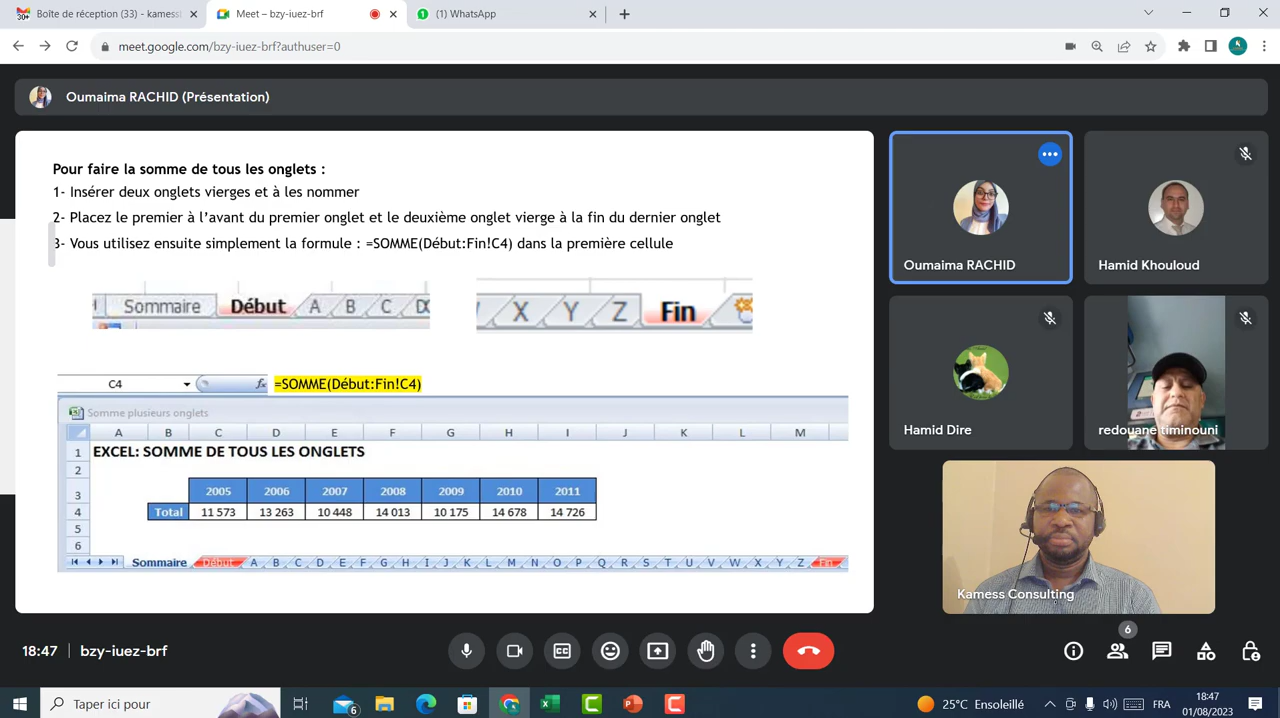 Boîte de réception (33) - kamess
Meet – bzy-iuez-brf
(1) WhatsApp
meet.google.com/bzy-iuez-brf?authuser=0
Oumaima RACHID (Présentation)
Pour faire la somme de tous les onglets :
1- Insérer deux onglets vierges et à les nommer
2- Placez le premier à l'avant du premier onglet et le deuxième onglet vierge à la fin du dernier onglet
3- Vous utilisez ensuite simplement la formule : =SOMME(Début:Fin!C4) dans la première cellule
Sommaire Début A B C
X Y Z Fin
C4 fx =SOMME(Début:Fin!C4)
Somme plusieurs onglets
A B C D E F G H I J K L M
1 EXCEL: SOMME DE TOUS LES ONGLETS
2
3 2005 2006 2007 2008 2009 2010 2011
4 Total 11 573 13 263 10 448 14 013 10 175 14 678 14 726
5
6
Sommaire Début A B C D E F G H I J K L M N O P Q R S T U V W X Y Z Fin
Oumaima RACHID
Hamid Khouloud
Hamid Dire
redouane timinouni
Kamess Consulting
18:47 | bzy-iuez-brf
6
Taper ici pour
6
25°C Ensoleillé
FRA
18:47
01/08/2023